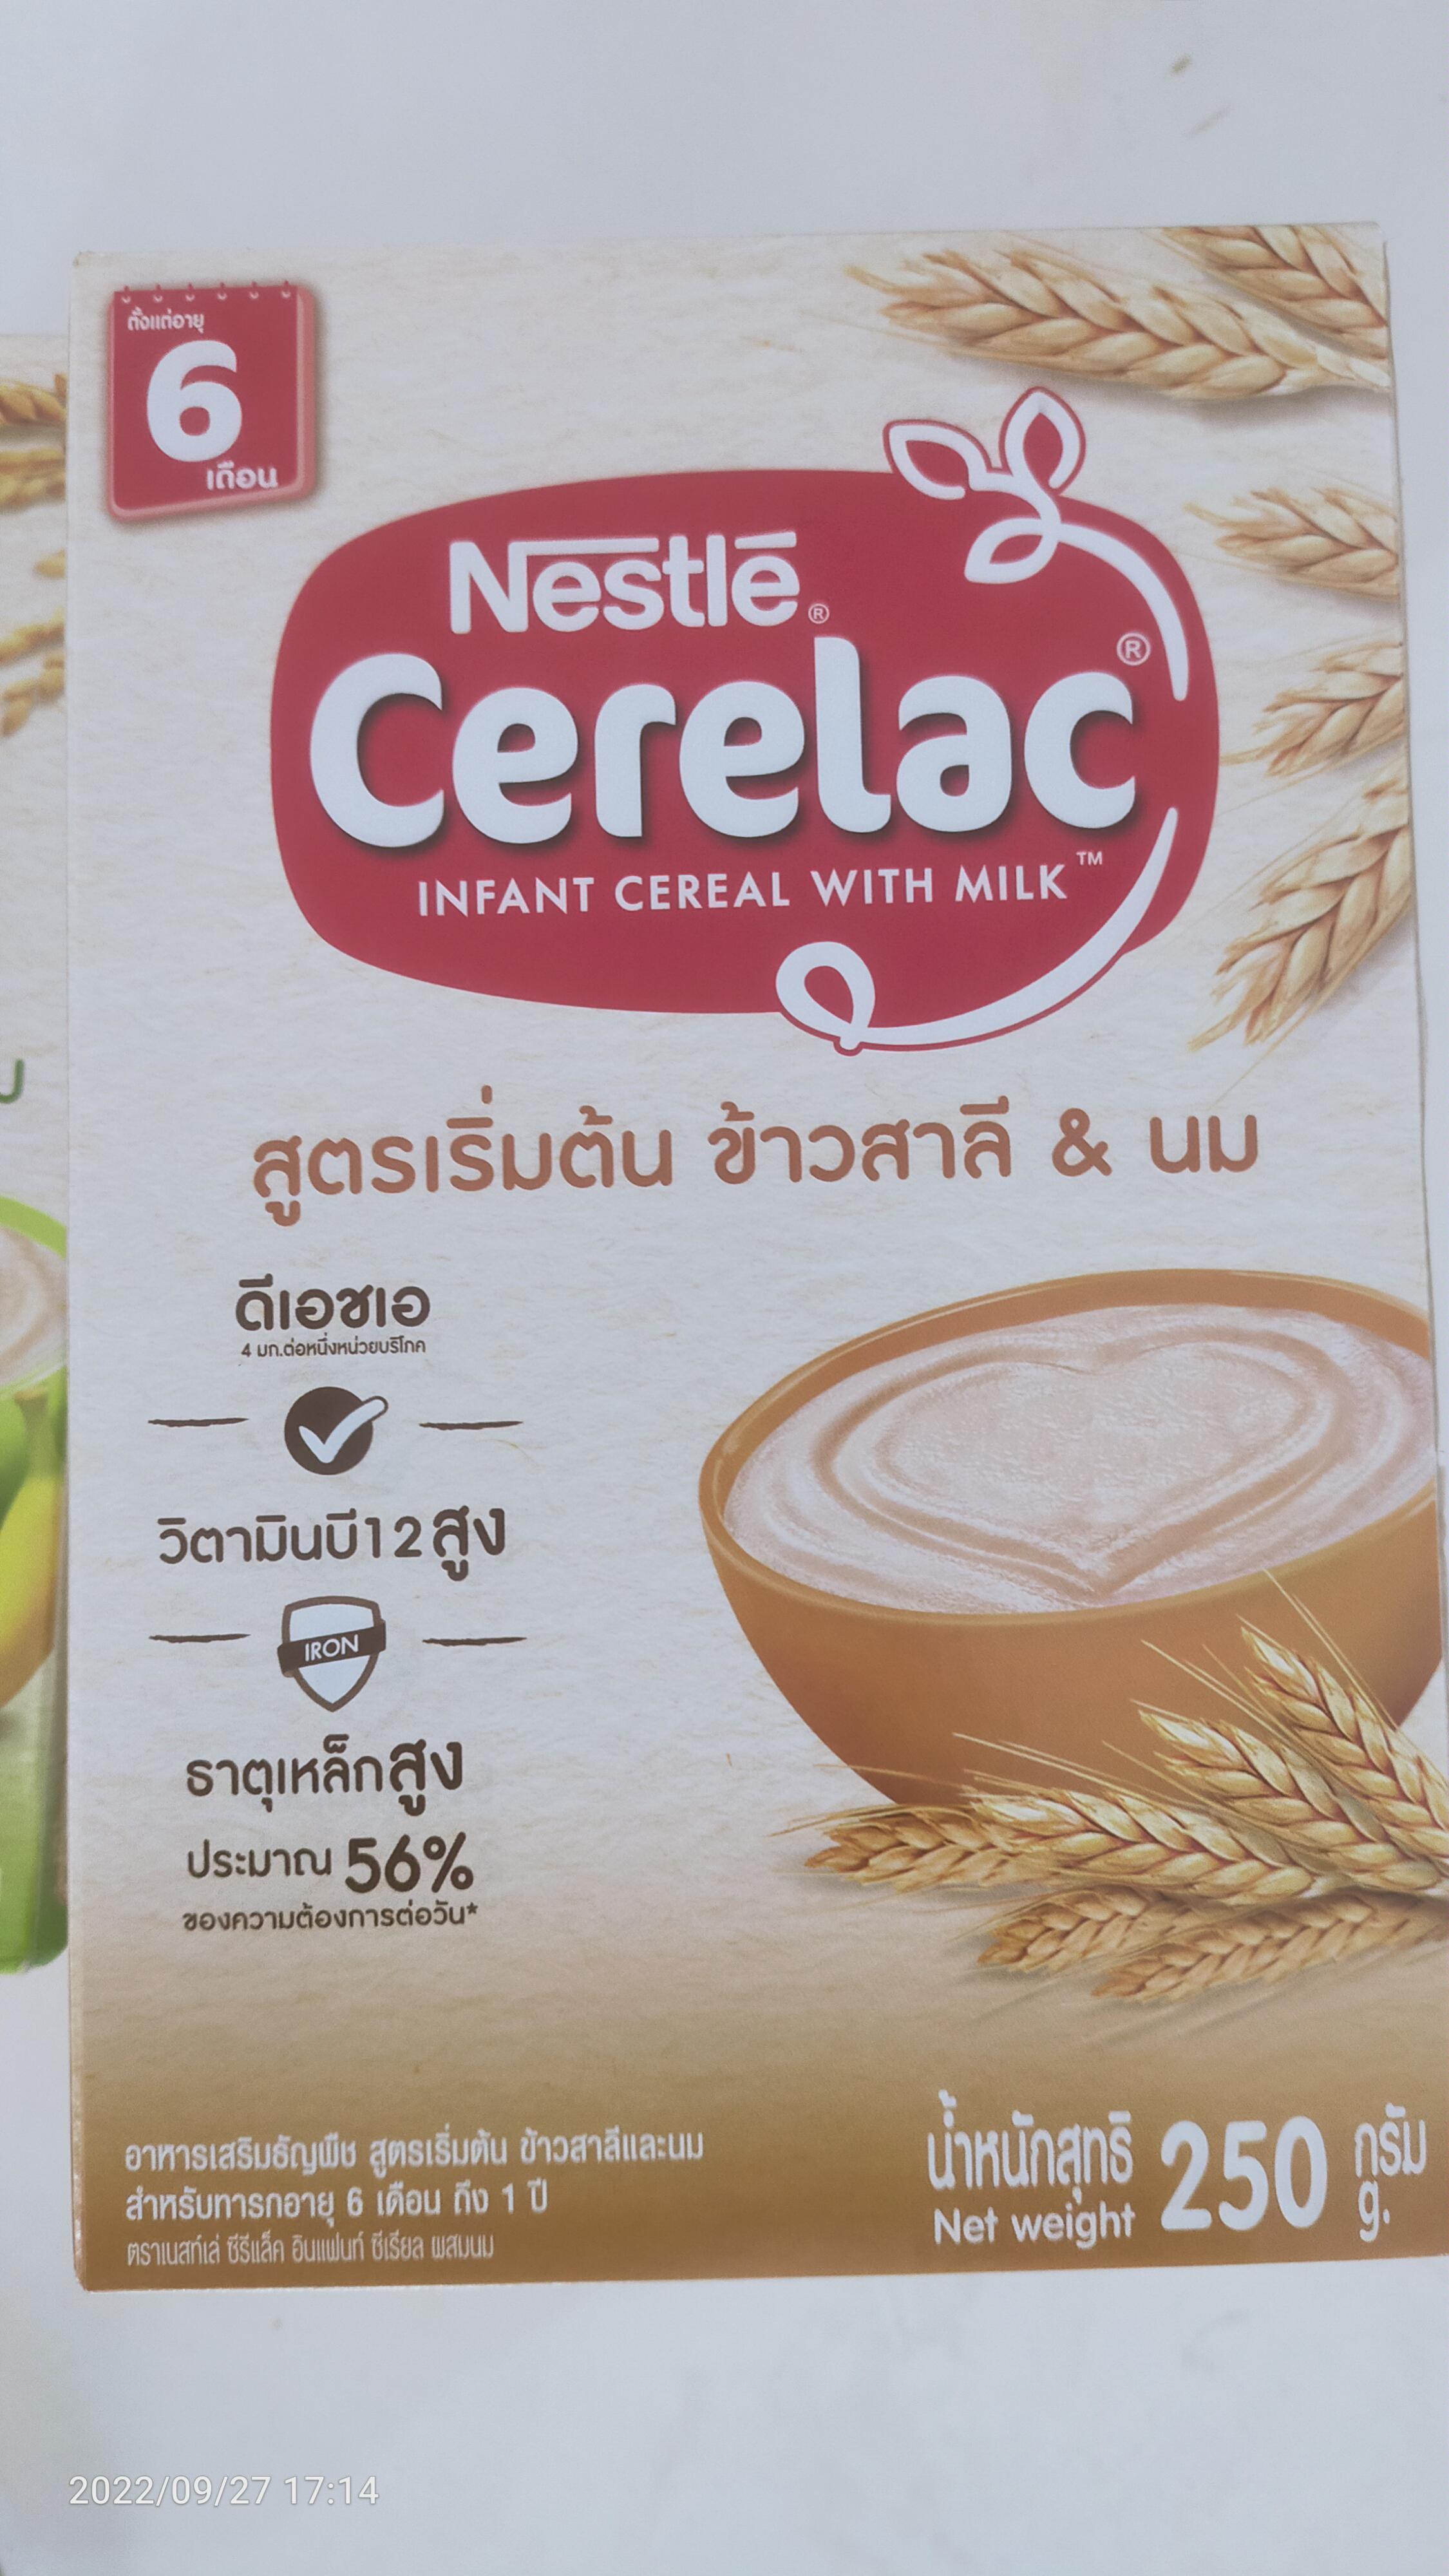 ตั้งแต่อายุ
6
เดือน
Nestlé®
Cerelac®
INFANT CEREAL WITH MILK™
สูตรเริ่มต้น ข้าวสาลี & นม
ดีเอชเอ
4 มก.ต่อหนึ่งหน่วยบริโภค
วิตามินบี12สูง
IRON
ธาตุเหล็กสูง
ประมาณ 56%
ของความต้องการต่อวัน*
อาหารเสริมธัญพืช สูตรเริ่มต้น ข้าวสาลีและนม
สำหรับทารกอายุ 6 เดือน ถึง 1 ปี
ตราเนสท์เล่ ซีรีแล็ค อินแฟนท์ ซีเรียล ผสมนม
น้ำหนักสุทธิ 250 กรัม
Net weight g.
2022/09/27 17:14